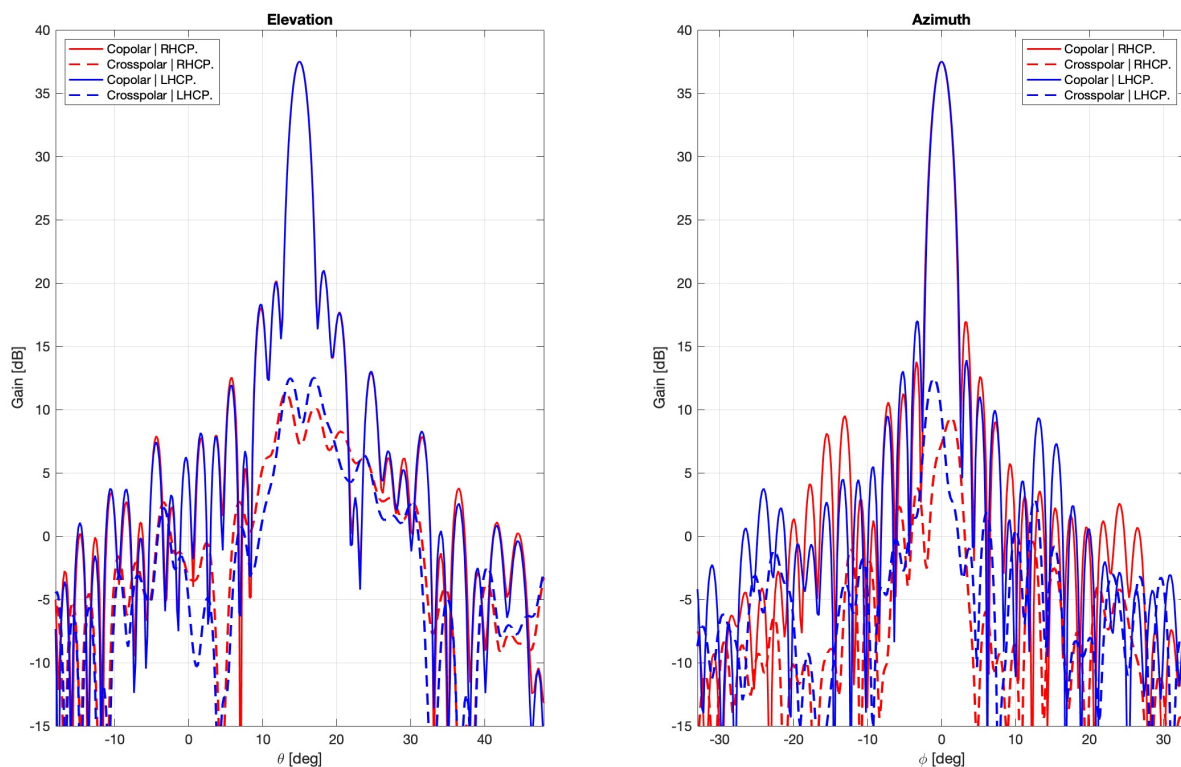 Elevation
40
35
30
25
20
15
10
5
0
-5
-10
-15
Gain [dB]
Copolar | RHCP.
Crosspolar | RHCP.
Copolar | LHCP.
Crosspolar | LHCP.
-10
0
10
20
30
40
θ [deg]
Azimuth
40
35
30
25
20
15
10
5
0
-5
-10
-15
Gain [dB]
Copolar | RHCP.
Crosspolar | RHCP.
Copolar | LHCP.
Crosspolar | LHCP.
-30
-20
-10
0
10
20
30
ϕ [deg]